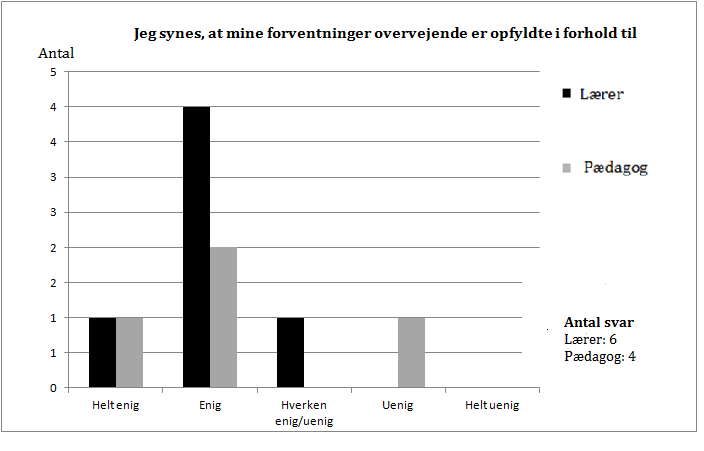 Jeg synes, at mine forventninger overvejende er opfyldte i forhold til
Antal
5
4
4
3
3
2
2
1
1
0
Helt enig
Enig
Hverken
enig/uenig
Uenig
Helt uenig
Lærer
Pædagog
Antal svar
Lærer: 6
Pædagog: 4